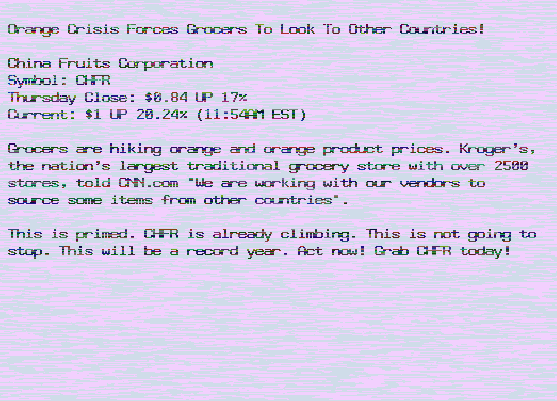 Orange Crisis Forces Grocers To Look To Other Countries!
China Fruits Corporation
Symbol: CHFR
Thursday Close: $0.84 UP 17%
Current: $1 UP 20.24% (11:54AM EST)
Grocers are hiking orange and orange product prices. Kroger's,
the nation's largest traditional grocery store with over 2500
stores, told CNN.com "We are working with our vendors to
source some items from other countries".
This is primed. CHFR is already climbing. This is not going to
stop. This will be a record year. Act now! Grab CHFR today!